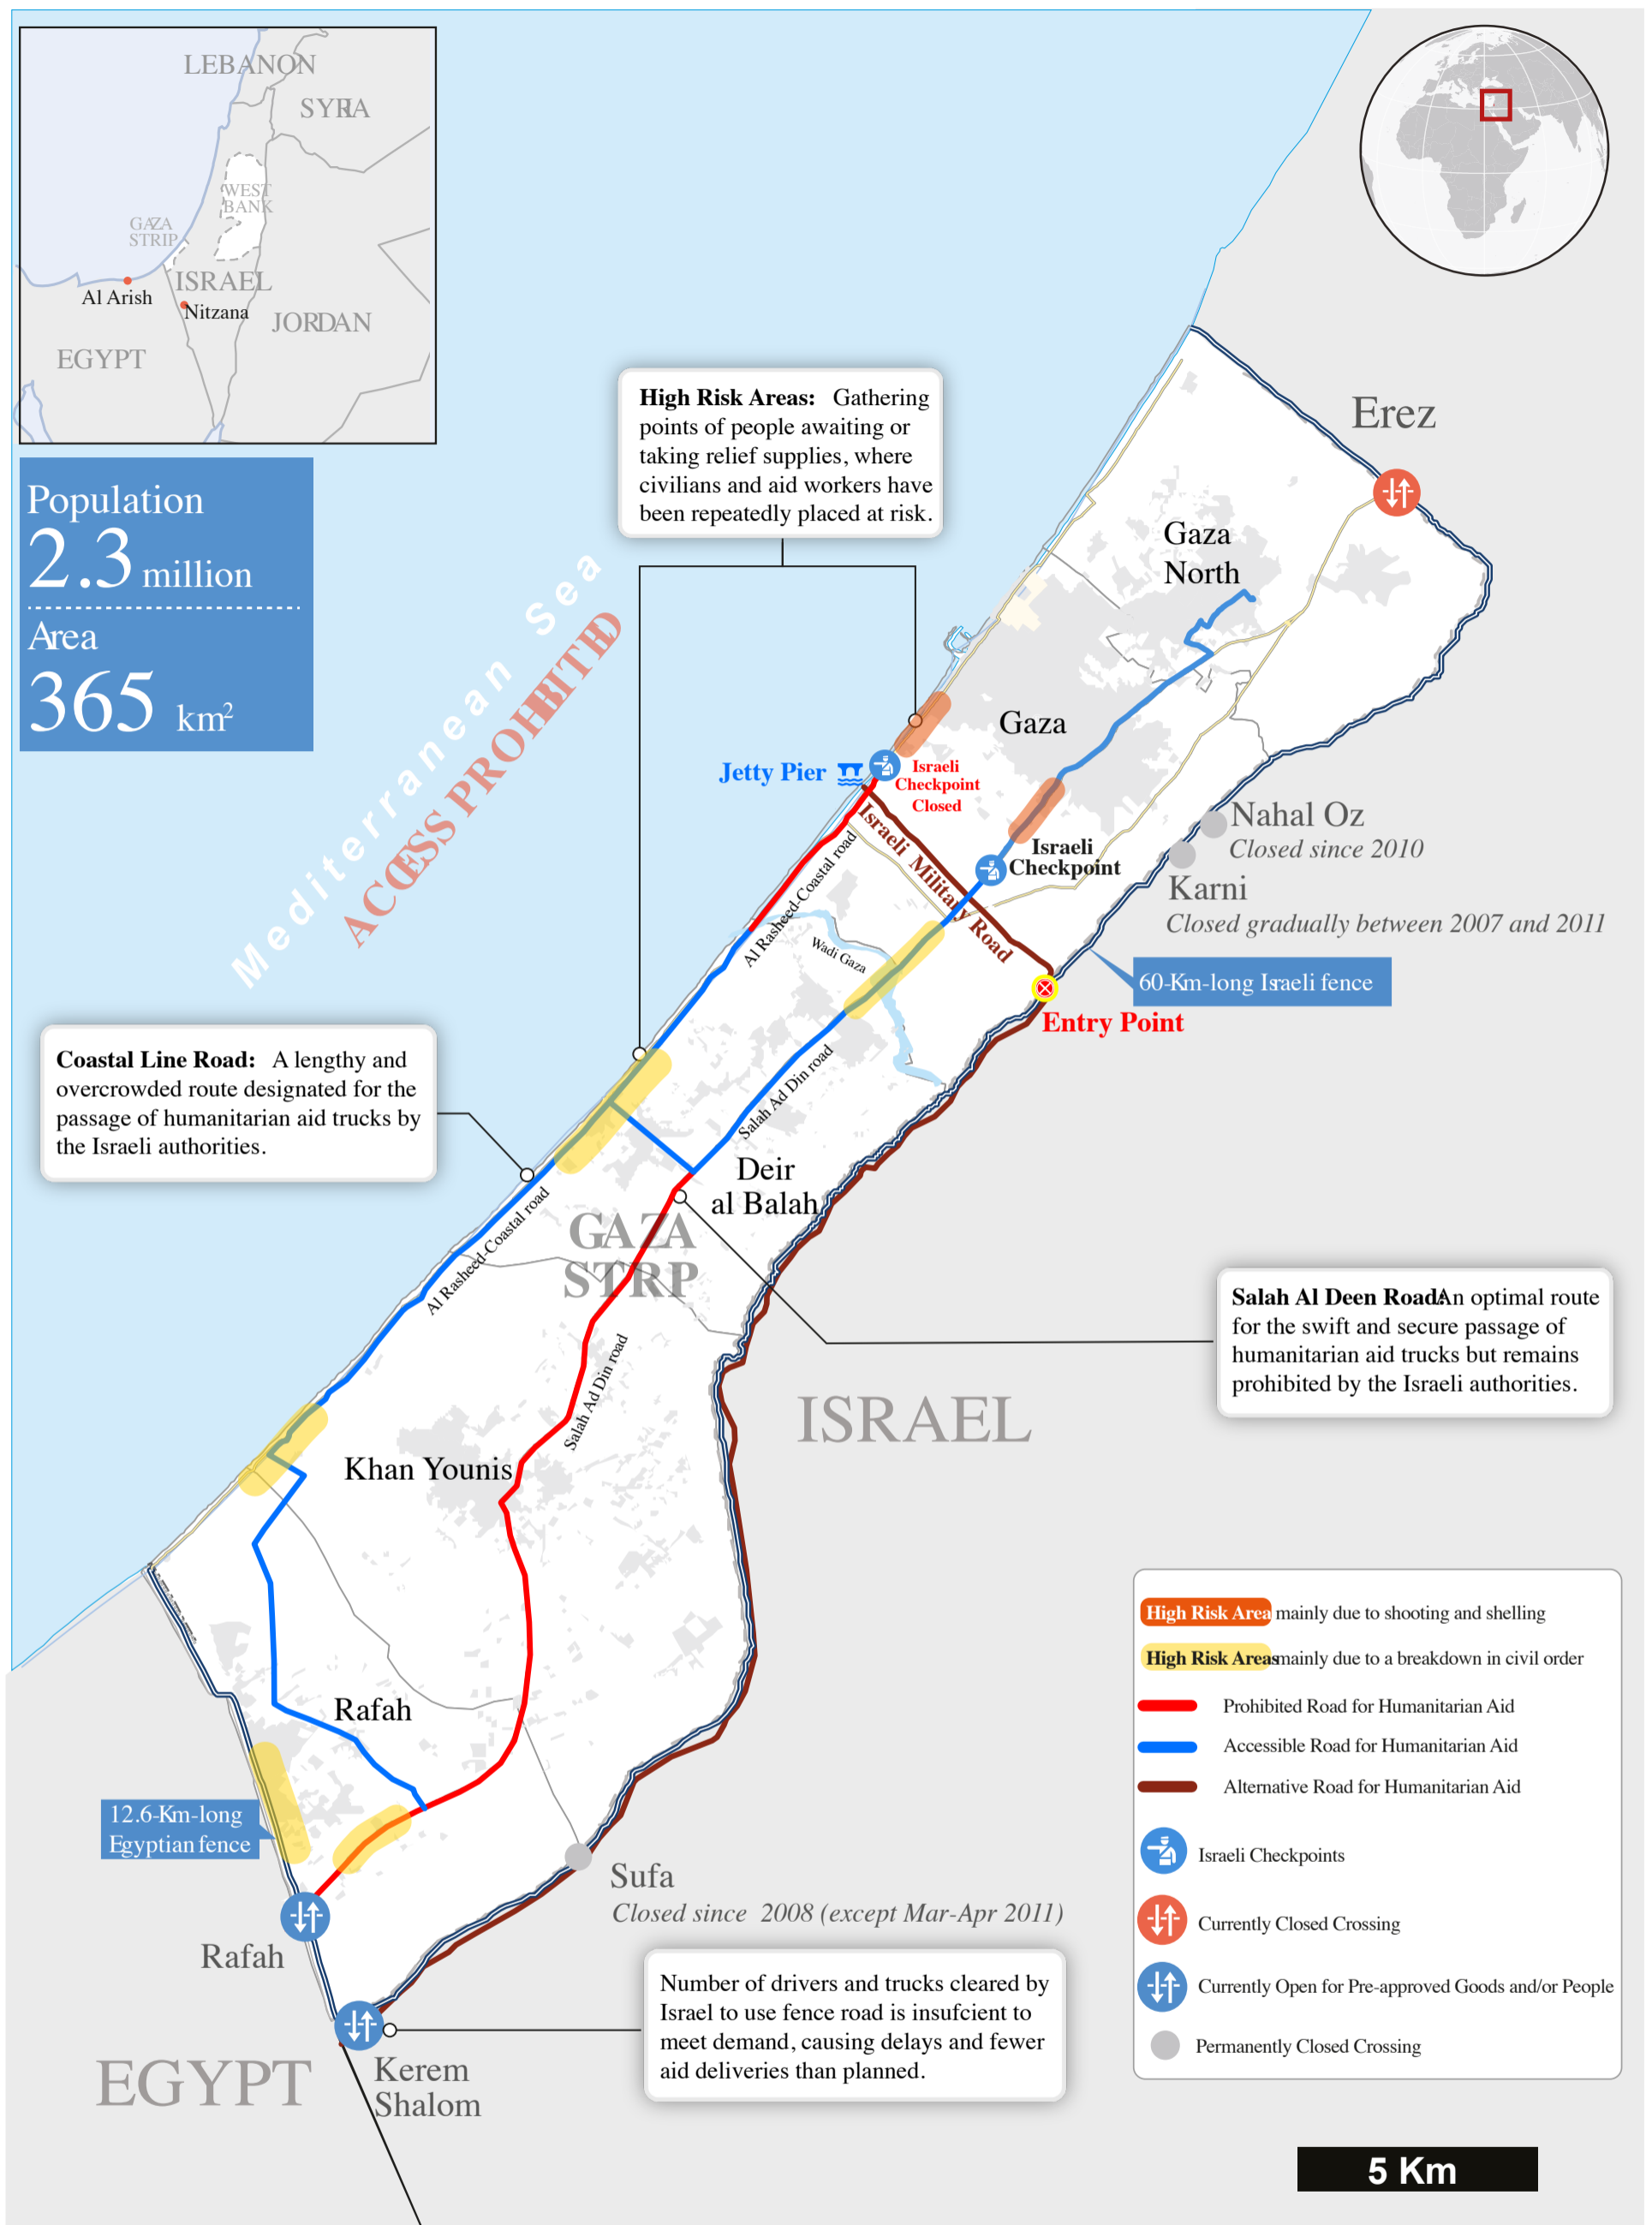 LEBANON
SYRIA
WEST
BANK
GAZA
STRIP
ISRAEL
Al Arish
Nitzana
JORDAN
EGYPT
Population
2.3 million
Area
365 km²
High Risk Areas: Gathering
points of people awaiting or
taking relief supplies, where
civilians and aid workers have
been repeatedly placed at risk.
Erez
Gaza
North
Mediterranean Sea
ACCESS PROHIBITED
Gaza
Jetty Pier
Israeli
Checkpoint
Closed
Israeli Military Road
Israeli
Checkpoint
Nahal Oz
Closed since 2010
Karni
Closed gradually between 2007 and 2011
Al Rasheed-Coastal road
Wadi Gaza
60-Km-long Israeli fence
Entry Point
Coastal Line Road: A lengthy and
overcrowded route designated for the
passage of humanitarian aid trucks by
the Israeli authorities.
Salah Ad Din road
Deir
al Balah
GAZA
STRP
Al Rasheed-Coastal road
Salah Al Deen Road: An optimal route
for the swift and secure passage of
humanitarian aid trucks but remains
prohibited by the Israeli authorities.
Salah Ad Din road
ISRAEL
Khan Younis
Rafah
12.6-Km-long
Egyptian fence
Sufa
Closed since 2008 (except Mar-Apr 2011)
Rafah
Number of drivers and trucks cleared by
Israel to use fence road is insufcient to
meet demand, causing delays and fewer
aid deliveries than planned.
EGYPT
Kerem
Shalom
High Risk Area mainly due to shooting and shelling
High Risk Areas mainly due to a breakdown in civil order
Prohibited Road for Humanitarian Aid
Accessible Road for Humanitarian Aid
Alternative Road for Humanitarian Aid
Israeli Checkpoints
Currently Closed Crossing
Currently Open for Pre-approved Goods and/or People
Permanently Closed Crossing
5 Km